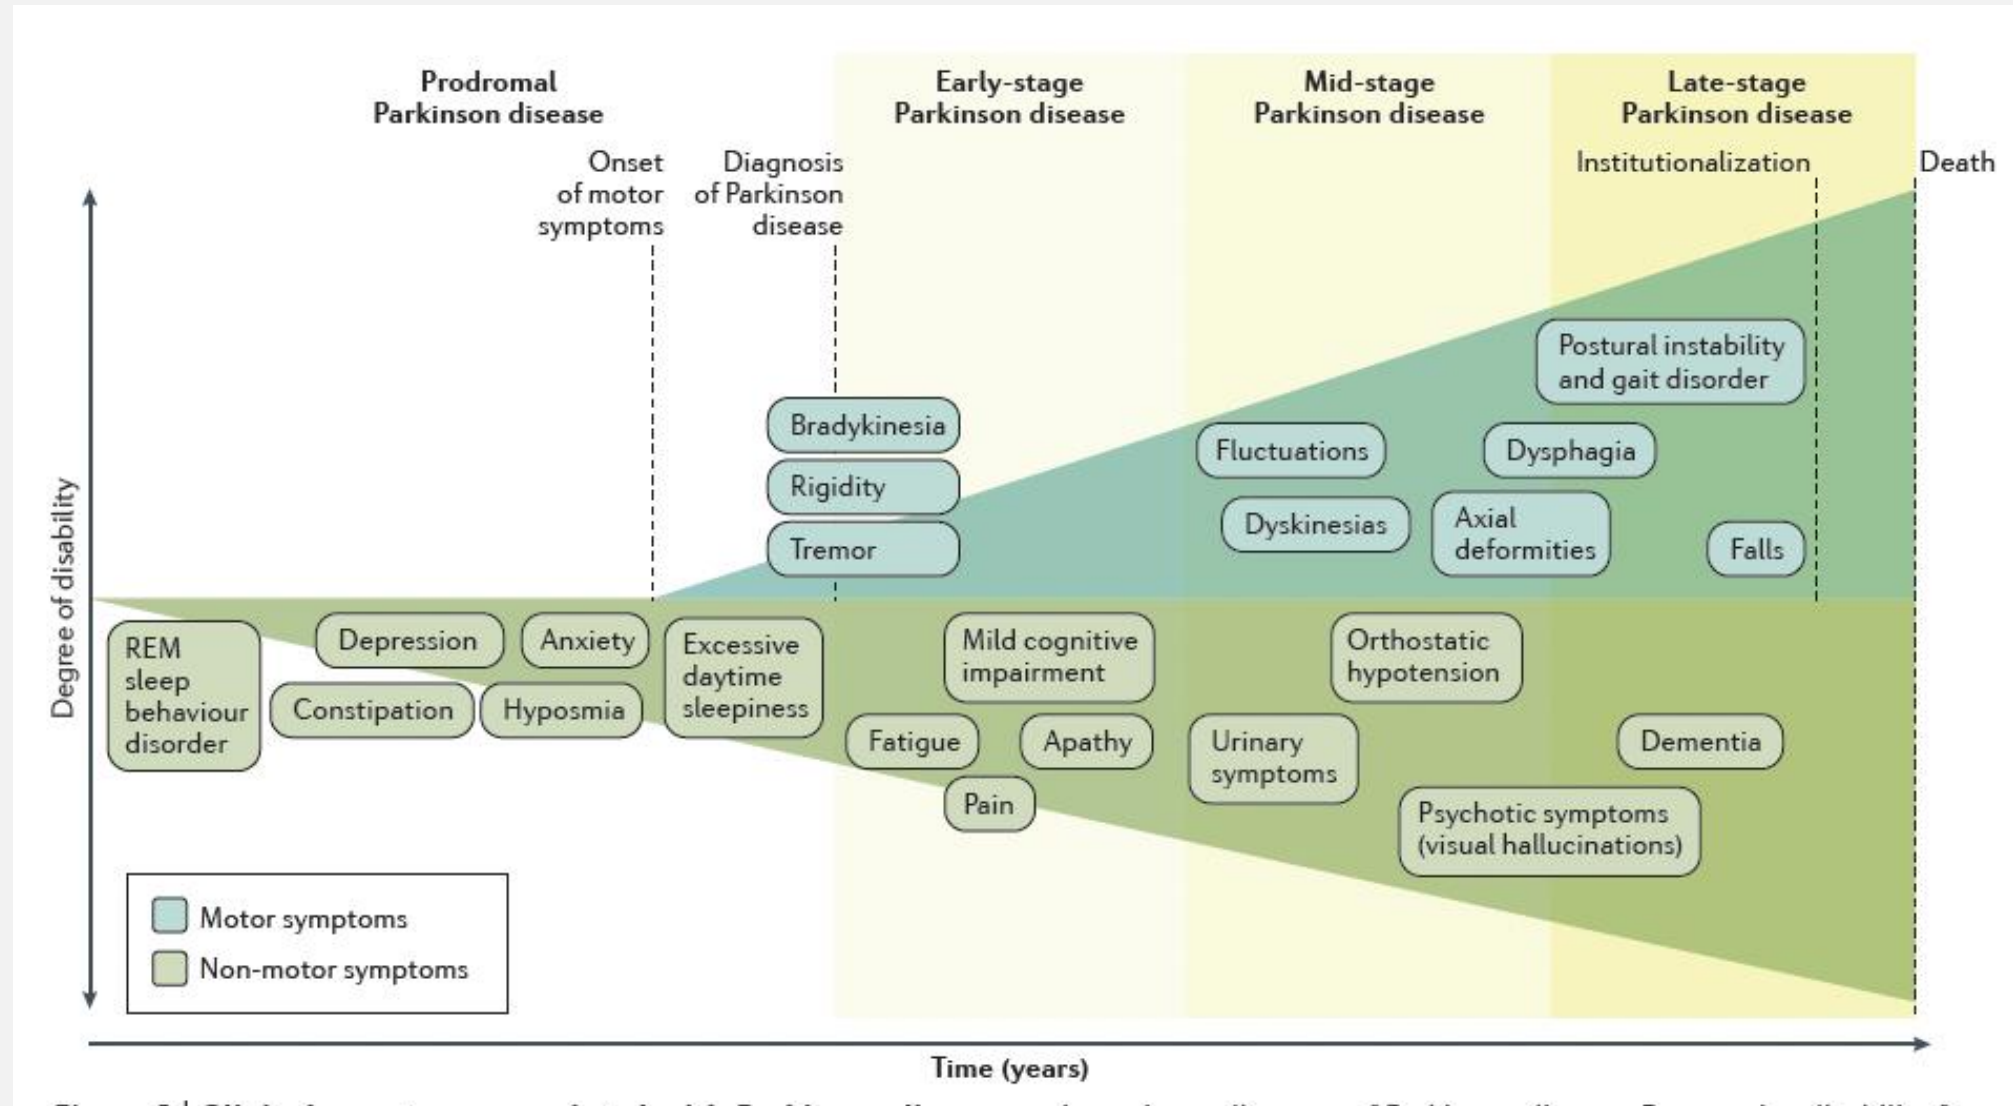 Prodromal
Parkinson disease
Early-stage
Parkinson disease
Mid-stage
Parkinson disease
Late-stage
Parkinson disease
Onset
of motor
symptoms
Diagnosis
of Parkinson
disease
Institutionalization
Death
Degree of disability
Bradykinesia
Rigidity
Tremor
Fluctuations
Dyskinesias
Postural instability
and gait disorder
Dysphagia
Axial
deformities
Falls
REM
sleep
behaviour
disorder
Depression
Constipation
Anxiety
Hyposmia
Excessive
daytime
sleepiness
Mild cognitive
impairment
Fatigue
Apathy
Pain
Orthostatic
hypotension
Urinary
symptoms
Psychotic symptoms
(visual hallucinations)
Dementia
Motor symptoms
Non-motor symptoms
Time (years)